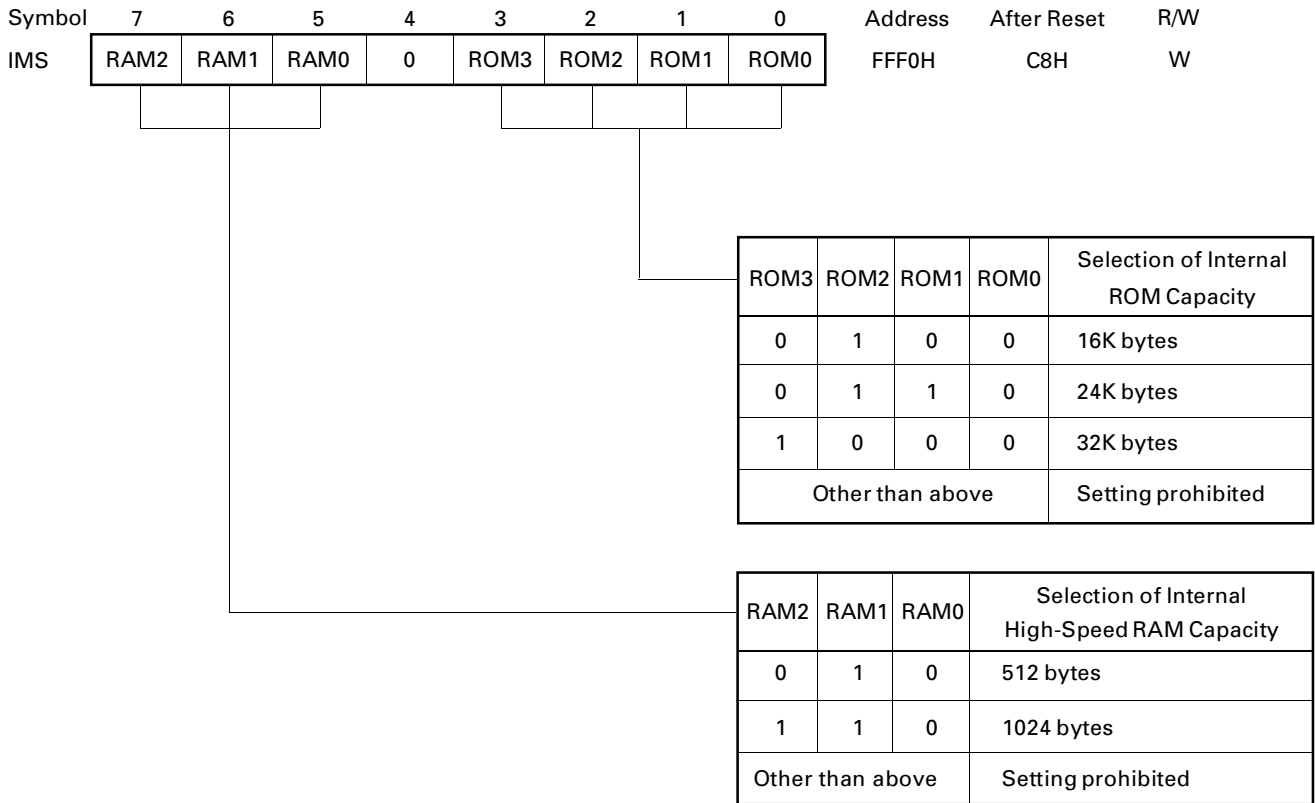 Symbol 7 6 5 4 3 2 1 0 Address After Reset R/W
IMS RAM2 RAM1 RAM0 0 ROM3 ROM2 ROM1 ROM0 FFF0H C8H W
ROM3 ROM2 ROM1 ROM0 Selection of Internal
ROM Capacity
0 1 0 0 16K bytes
0 1 1 0 24K bytes
1 0 0 0 32K bytes
Other than above Setting prohibited
RAM2 RAM1 RAM0 Selection of Internal
High-Speed RAM Capacity
0 1 0 512 bytes
1 1 0 1024 bytes
Other than above Setting prohibited